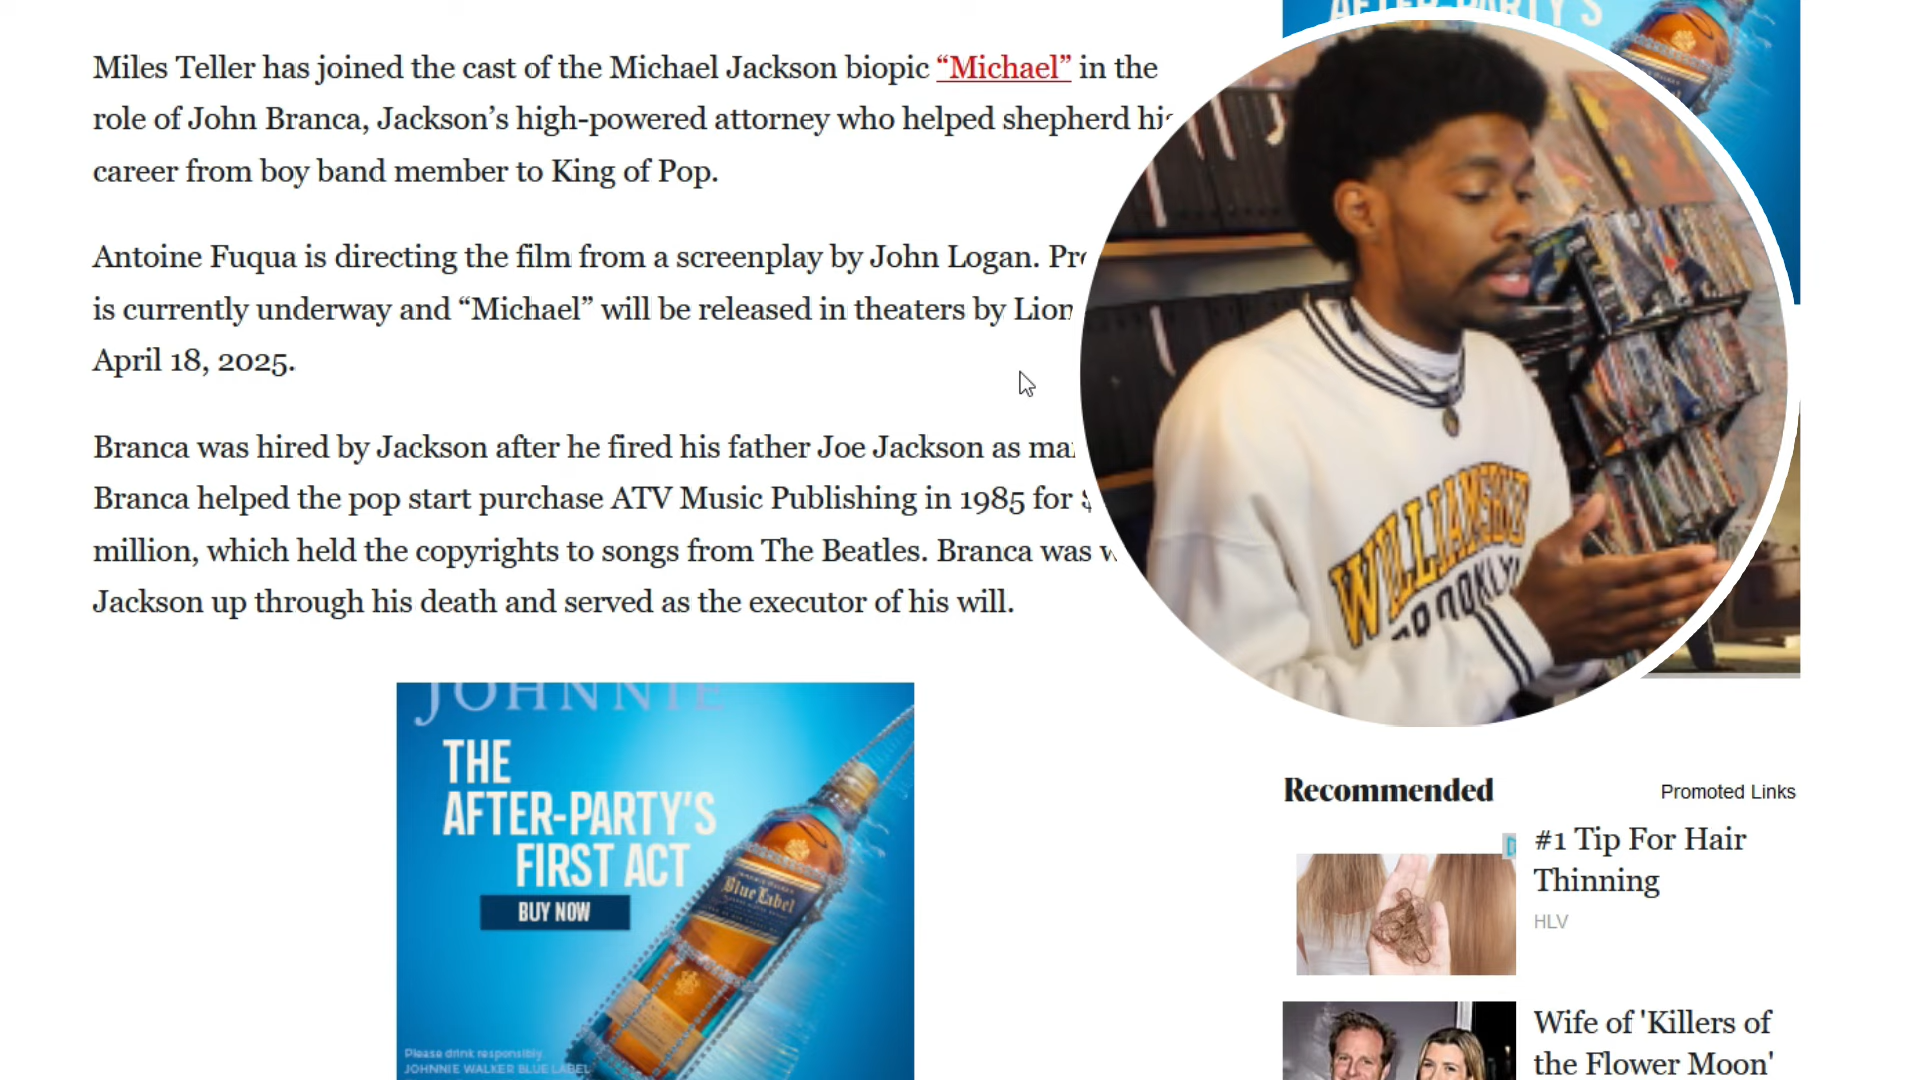 AFTER-PARTY'S
Miles Teller has joined the cast of the Michael Jackson biopic “Michael” in the
role of John Branca, Jackson’s high-powered attorney who helped shepherd his
career from boy band member to King of Pop.
Antoine Fuqua is directing the film from a screenplay by John Logan.
is currently underway and “Michael” will be released in theaters by Lion
April 18, 2025.
Branca was hired by Jackson after he fired his father Joe Jackson as
Branca helped the pop start purchase ATV Music Publishing in 1985 for $
million, which held the copyrights to songs from The Beatles. Branca was
Jackson up through his death and served as the executor of his will.
WILLIAMSBURG
BROOKLYN
JOHNNIE
THE
AFTER-PARTY'S
FIRST ACT
BUY NOW
Blue Label
Please drink responsibly.
JOHNNIE WALKER BLUE LABEL
Recommended
Promoted Links
#1 Tip For Hair
Thinning
HLV
Wife of 'Killers of
the Flower Moon'